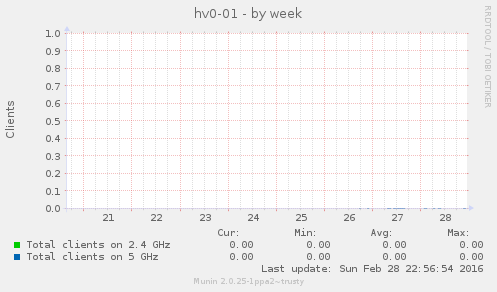 hv0-01 - by week
RRDTOOL / TOBI OETIKER
Clients
1.0
0.9
0.8
0.7
0.6
0.5
0.4
0.3
0.2
0.1
0.0
21 22 23 24 25 26 27 28
Cur: Min: Avg: Max:
Total clients on 2.4 GHz 0.00 0.00 0.00 0.00
Total clients on 5 GHz 0.00 0.00 0.00 0.00
Last update: Sun Feb 28 22:56:54 2016
Munin 2.0.25-1ppa2~trusty